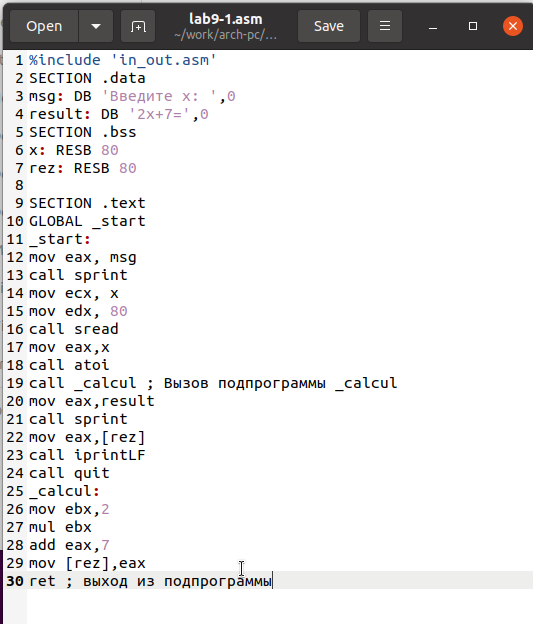 Open
lab9-1.asm
~/work/arch-pc/...
Save
1 %include 'in_out.asm'
2 SECTION .data
3 msg: DB 'Введите x: ',0
4 result: DB '2x+7=',0
5 SECTION .bss
6 x: RESB 80
7 rez: RESB 80
8
9 SECTION .text
10 GLOBAL _start
11 _start:
12 mov eax, msg
13 call sprint
14 mov ecx, x
15 mov edx, 80
16 call sread
17 mov eax,x
18 call atoi
19 call _calcul ; Вызов подпрограммы _calcul
20 mov eax,result
21 call sprint
22 mov eax,[rez]
23 call iprintLF
24 call quit
25 _calcul:
26 mov ebx,2
27 mul ebx
28 add eax,7
29 mov [rez],eax
30 ret ; выход из подпрограммы